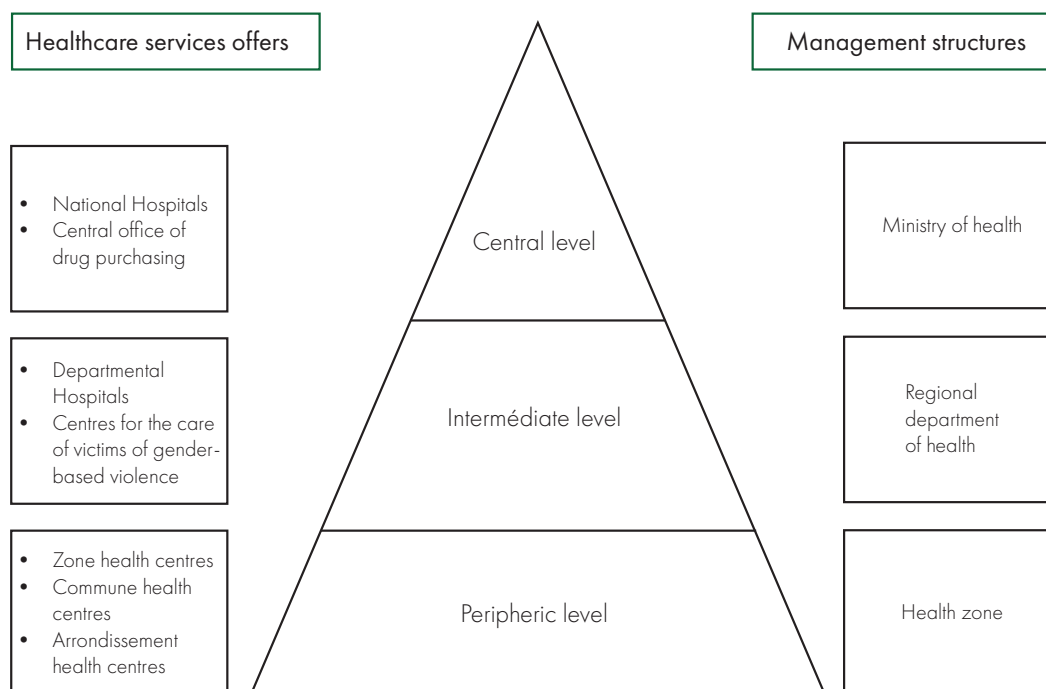 Healthcare services offers
Management structures
• National Hospitals
• Central office of
drug purchasing
Central level
Ministry of health
• Departmental
Hospitals
• Centres for the care
of victims of gender-
based violence
Intermédiate level
Regional
department
of health
• Zone health centres
• Commune health
centres
• Arrondissement
health centres
Peripheric level
Health zone